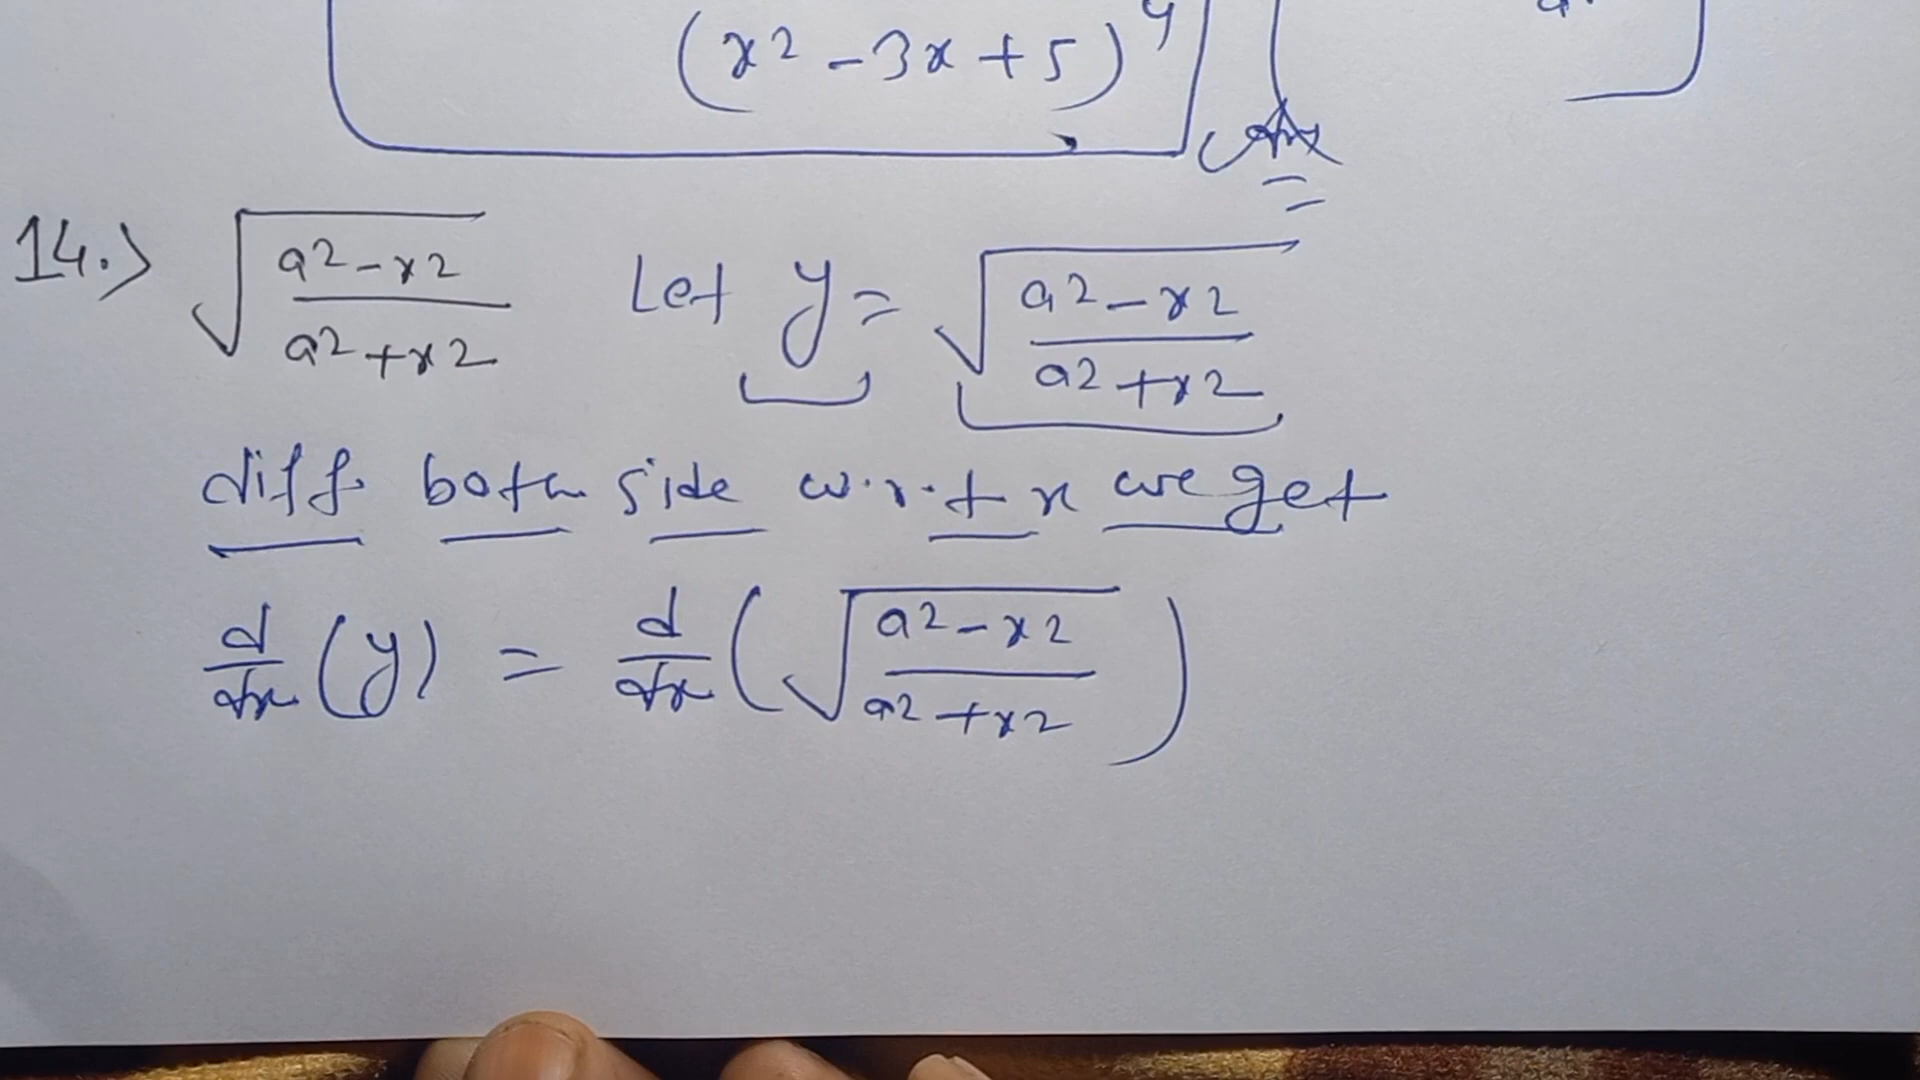 (x2 - 3x + 5)4
Ans
14.) √(a2 - x2 / a2 + x2) Let y = √(a2 - x2 / a2 + x2)
diff. both side w.r.t x we get
d/dx (y) = d/dx (√(a2 - x2 / a2 + x2))